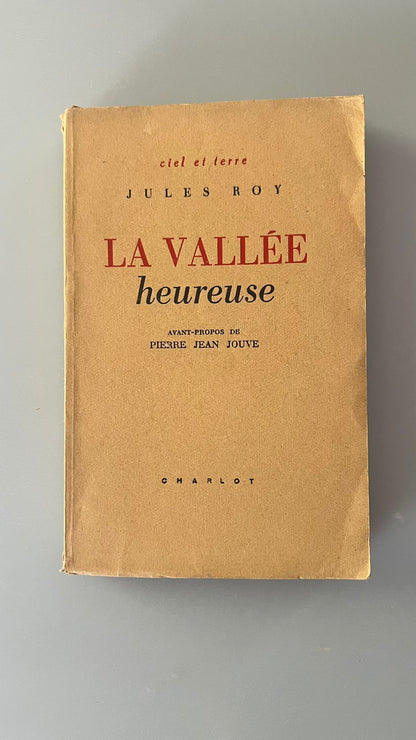 ciel et terre
JULES ROY
LA VALLÉE
heureuse
AVANT-PROPOS DE
PIERRE JEAN JOUVE
CHARLOT